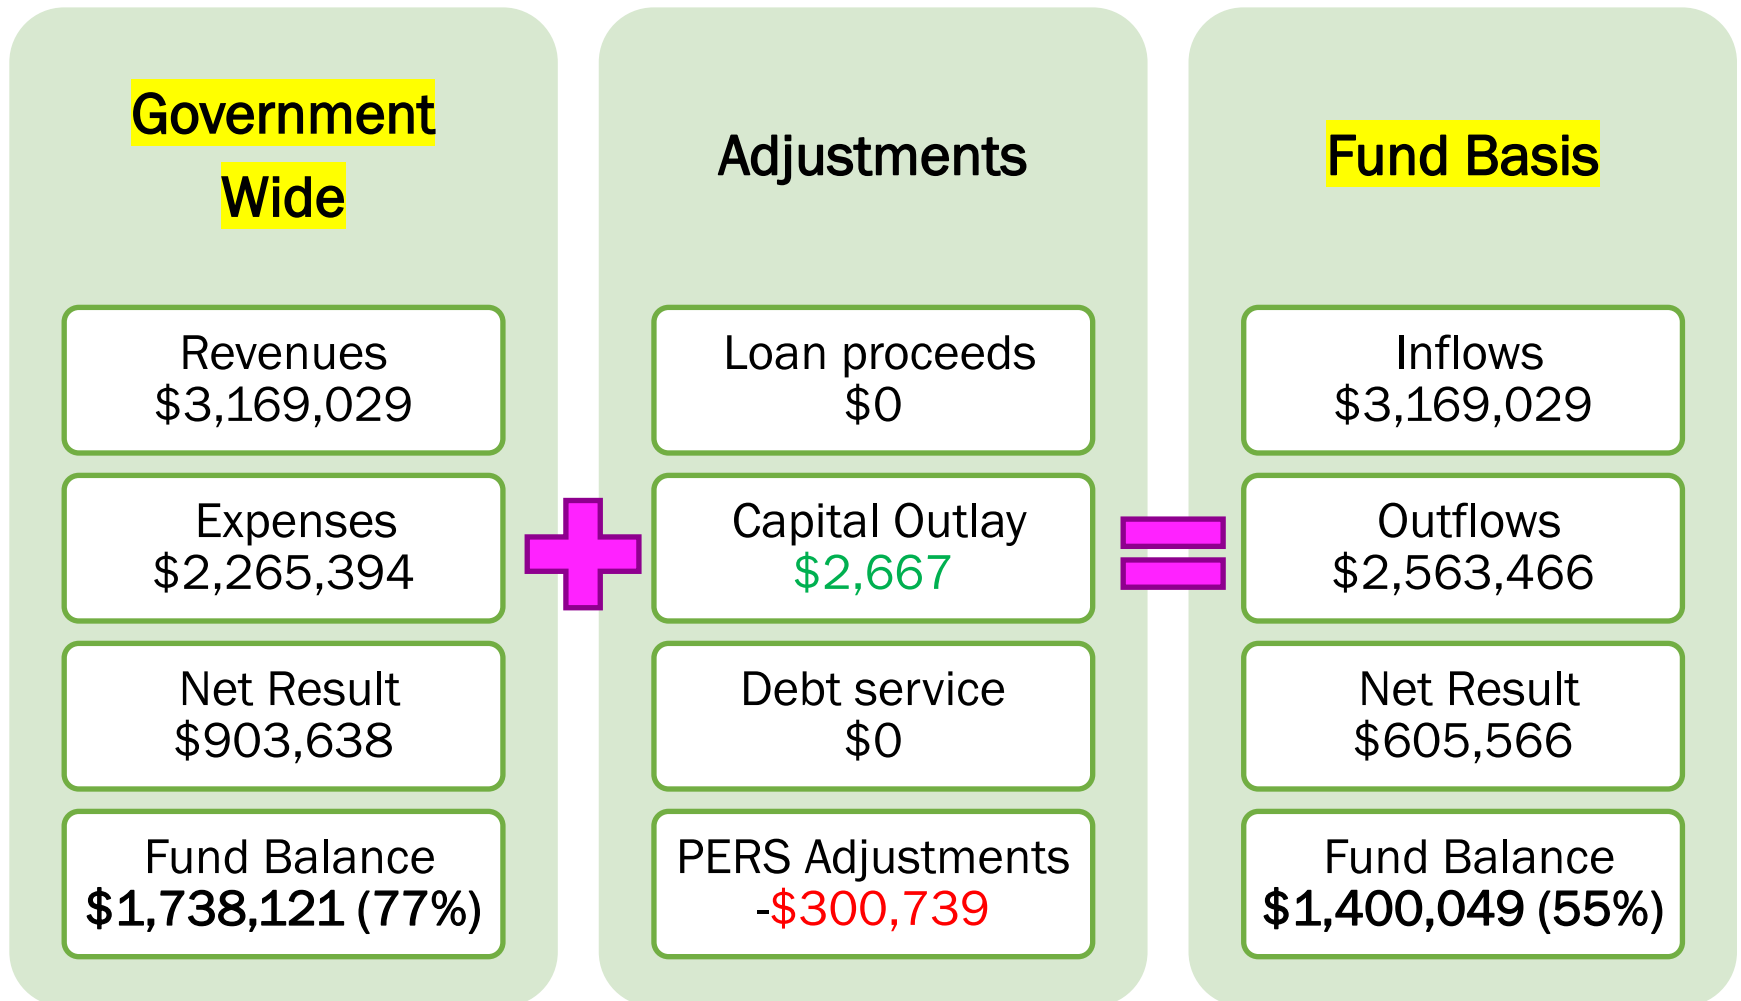 Government
Wide
Revenues
$3,169,029
Expenses
$2,265,394
Net Result
$903,638
Fund Balance
$1,738,121 (77%)
Adjustments
Loan proceeds
$0
Capital Outlay
$2,667
Debt service
$0
PERS Adjustments
-$300,739
Fund Basis
Inflows
$3,169,029
Outflows
$2,563,466
Net Result
$605,566
Fund Balance
$1,400,049 (55%)